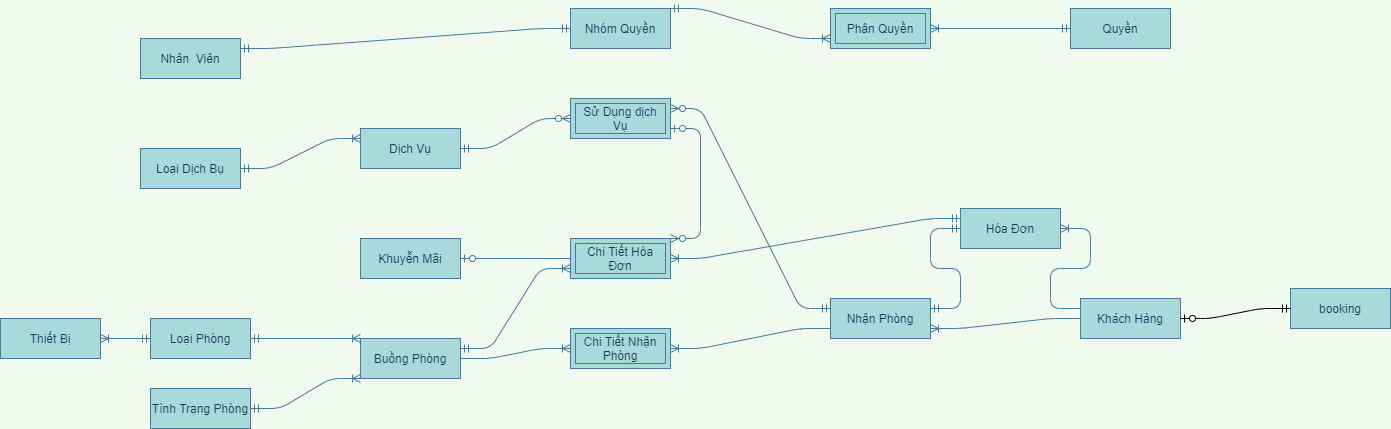 Nhóm Quyền
Phân Quyền
Quyền
Nhân Viên
Sử Dụng dịch
Vụ
Dịch Vụ
Loại Dịch Bụ
Hóa Đơn
Khuyễn Mãi
Chi Tiết Hóa
Đơn
booking
Nhận Phòng
Khách Hảng
Thiết Bị
Loại Phòng
Chi Tiết Nhận
Phòng
Buồng Phòng
Tình Trạng Phòng